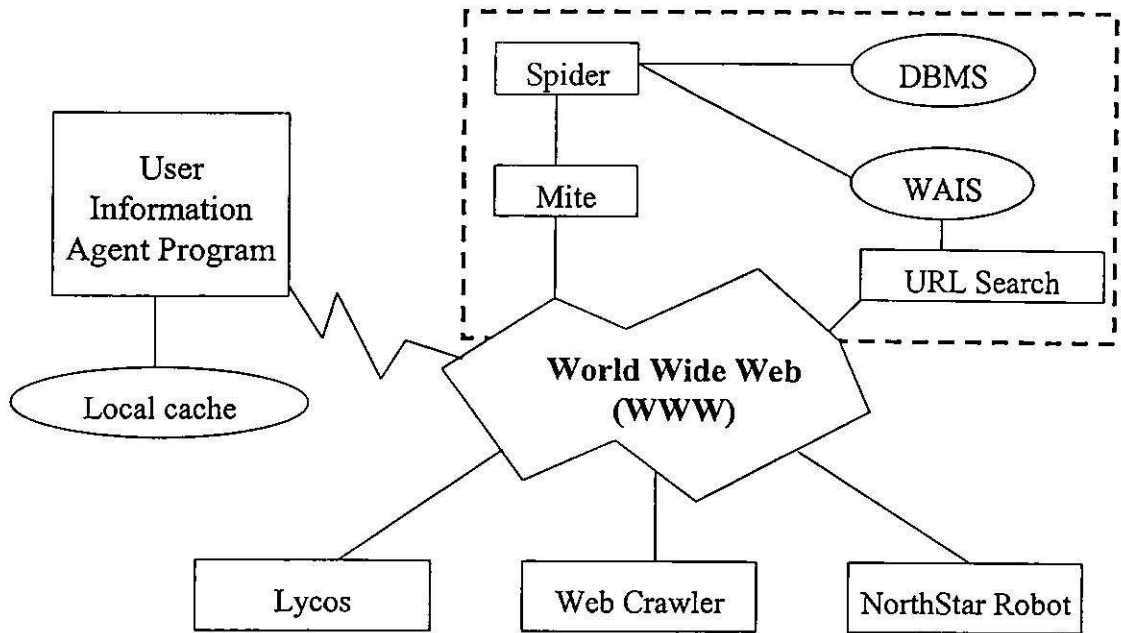 Spider
DBMS
User
Information
Agent Program
Mite
WAIS
URL Search
World Wide Web
(WWW)
Local cache
Lycos
Web Crawler
NorthStar Robot